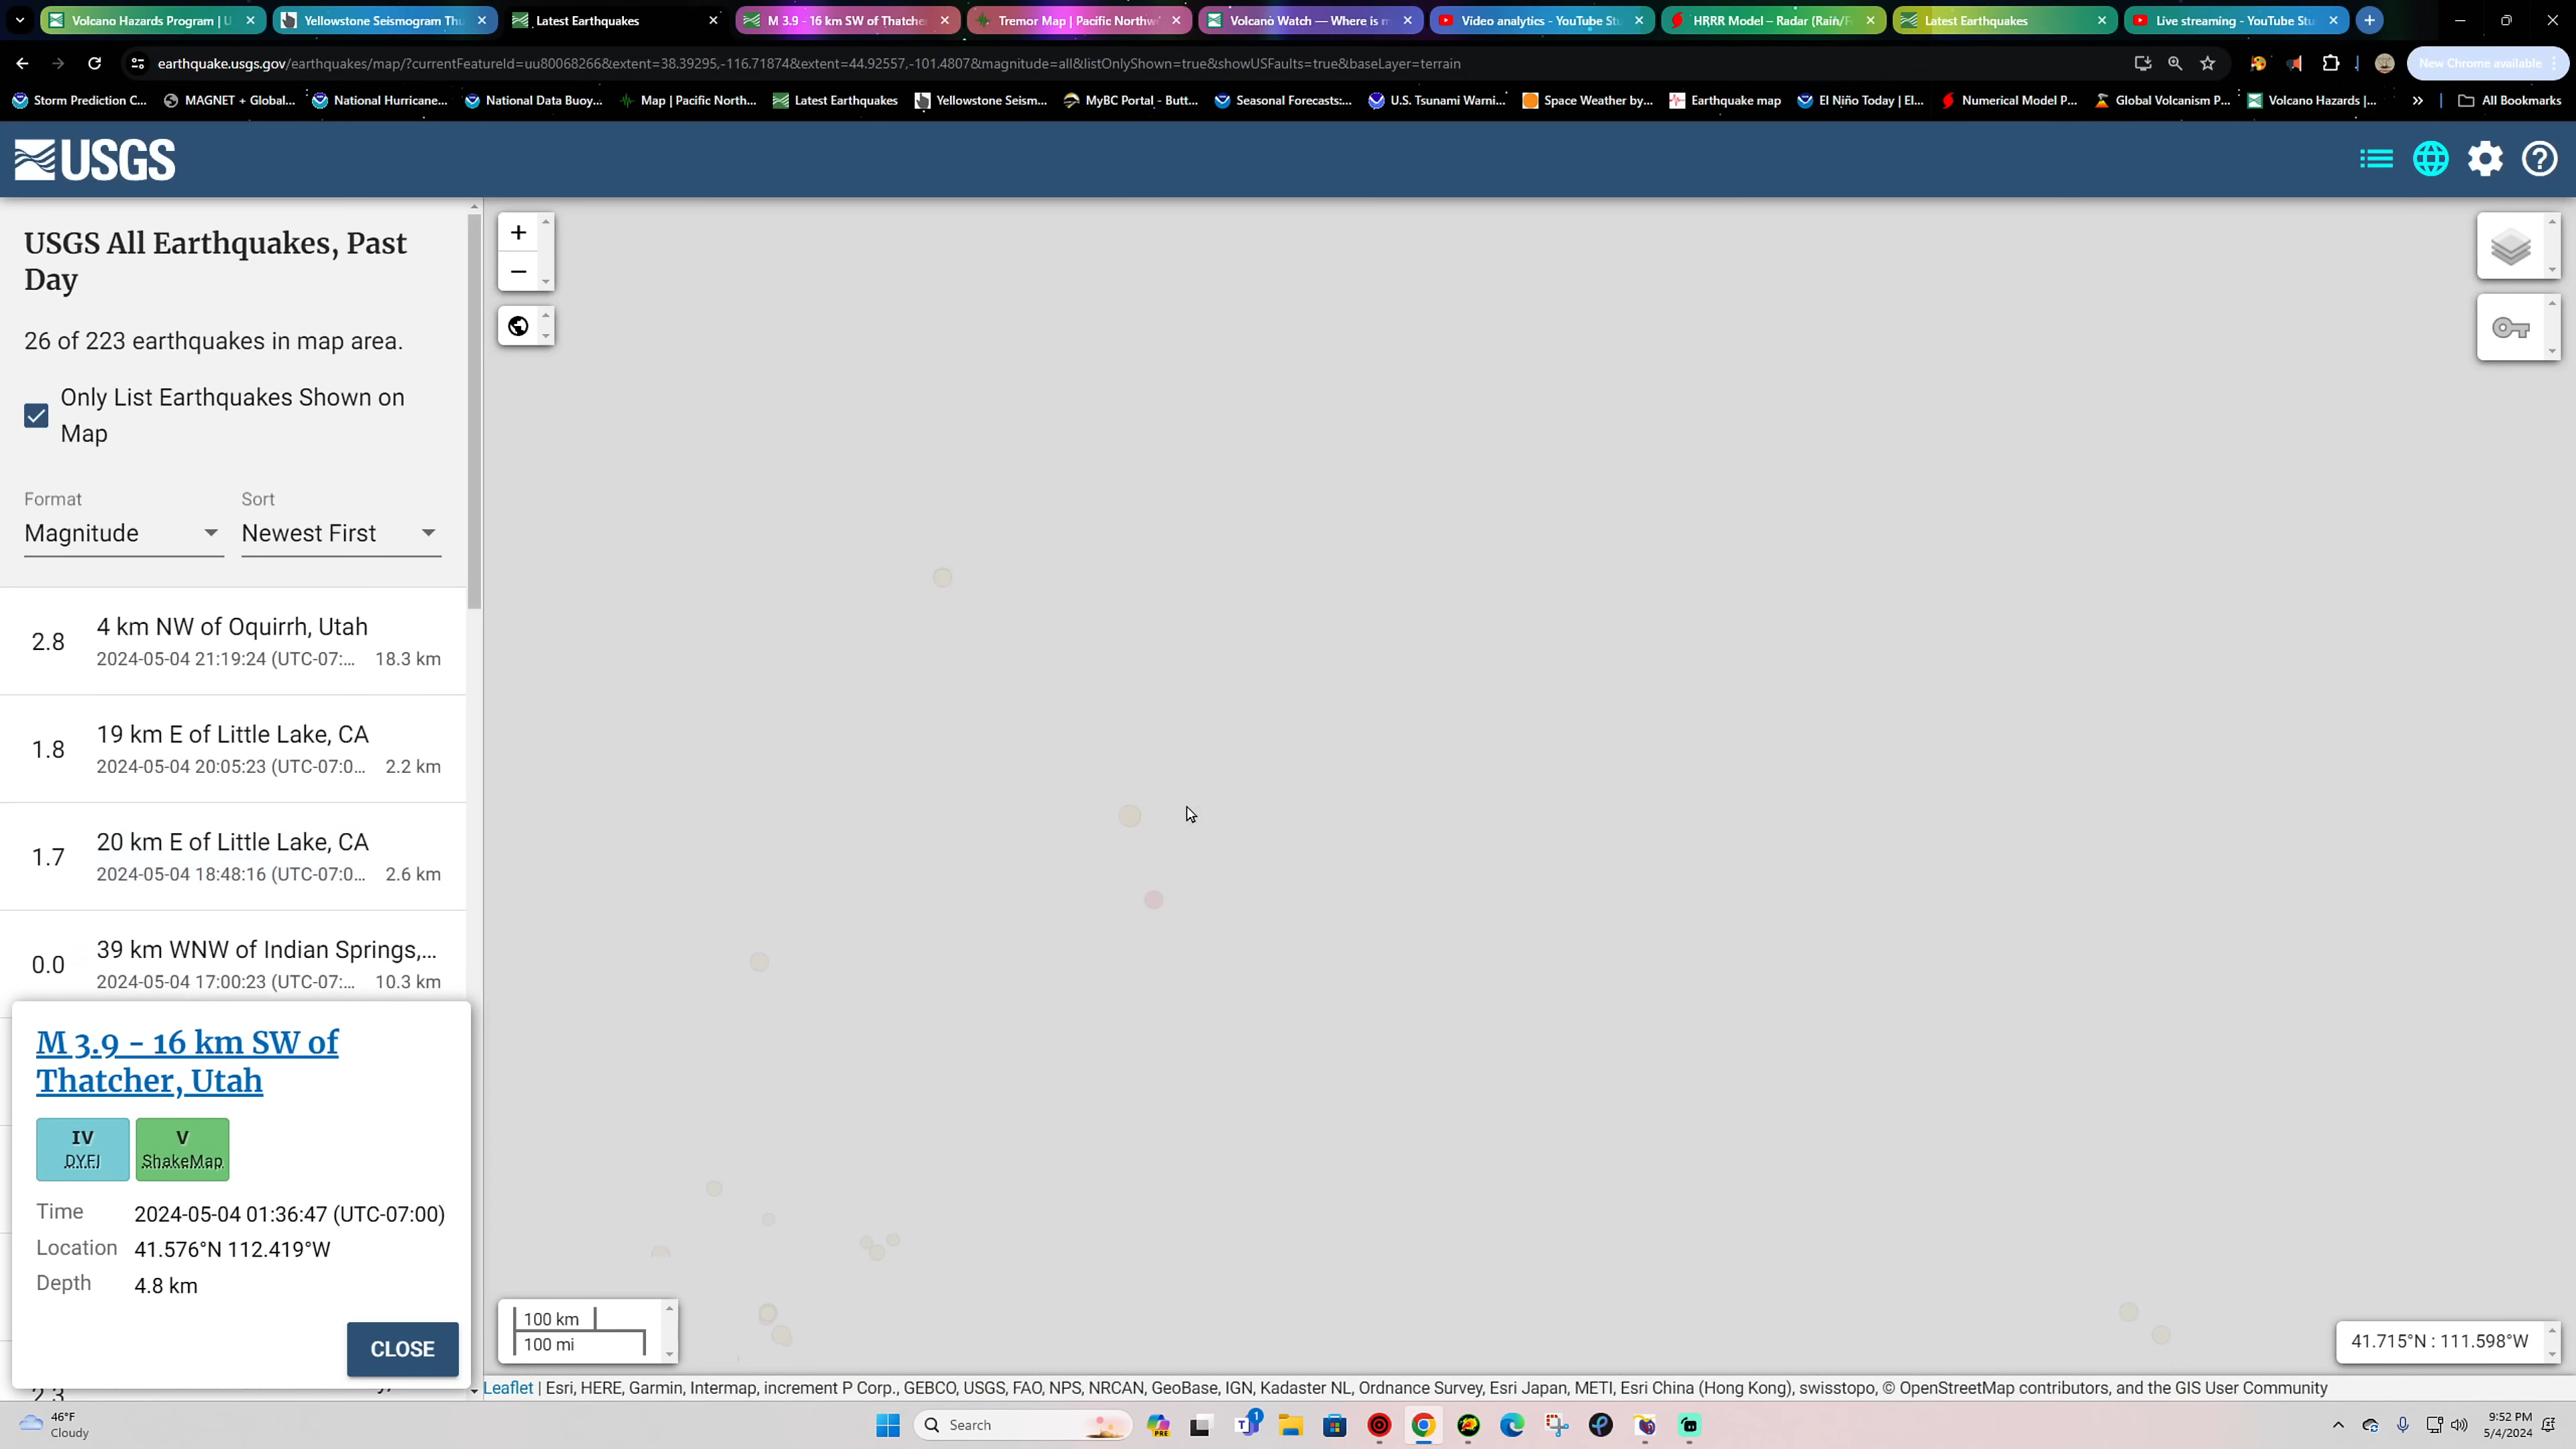 Volcano Hazards Program | U
Yellowstone Seismogram Thu
Latest Earthquakes
M 3.9 - 16 km SW of Thatcher
Tremor Map | Pacific Northw
Volcano Watch — Where is m
Video analytics - YouTube Stu
HRRR Model – Radar (Rain/F
Latest Earthquakes
Live streaming - YouTube Stu
earthquake.usgs.gov/earthquakes/map/?currentFeatureId=uu80068266&extent=38.39295,-116.71874&extent=44.92557,-101.4807&magnitude=all&listOnlyShown=true&showUSFaults=true&baseLayer=terrain
New Chrome available
Storm Prediction C...
MAGNET + Global...
National Hurricane...
National Data Buoy...
Map | Pacific North...
Latest Earthquakes
Yellowstone Seism...
MyBC Portal - Butt...
Seasonal Forecasts:...
U.S. Tsunami Warni...
Space Weather by...
Earthquake map
El Niño Today | El...
Numerical Model P...
Global Volcanism P...
Volcano Hazards |...
»
All Bookmarks
USGS
USGS All Earthquakes, Past
Day
26 of 223 earthquakes in map area.
Only List Earthquakes Shown on
Map
Format
Sort
Magnitude
Newest First
2.8
4 km NW of Oquirrh, Utah
2024-05-04 21:19:24 (UTC-07:...
18.3 km
1.8
19 km E of Little Lake, CA
2024-05-04 20:05:23 (UTC-07:0...
2.2 km
1.7
20 km E of Little Lake, CA
2024-05-04 18:48:16 (UTC-07:0...
2.6 km
0.0
39 km WNW of Indian Springs,...
2024-05-04 17:00:23 (UTC-07:...
10.3 km
M 3.9 - 16 km SW of
Thatcher, Utah
IV
DYFI
V
ShakeMap
Time
2024-05-04 01:36:47 (UTC-07:00)
Location
41.576°N 112.419°W
Depth
4.8 km
CLOSE
2.3
+
−
100 km
100 mi
41.715°N : 111.598°W
Leaflet | Esri, HERE, Garmin, Intermap, increment P Corp., GEBCO, USGS, FAO, NPS, NRCAN, GeoBase, IGN, Kadaster NL, Ordnance Survey, Esri Japan, METI, Esri China (Hong Kong), swisstopo, © OpenStreetMap contributors, and the GIS User Community
46°F
Cloudy
Search
PRE
1
9:52 PM
5/4/2024